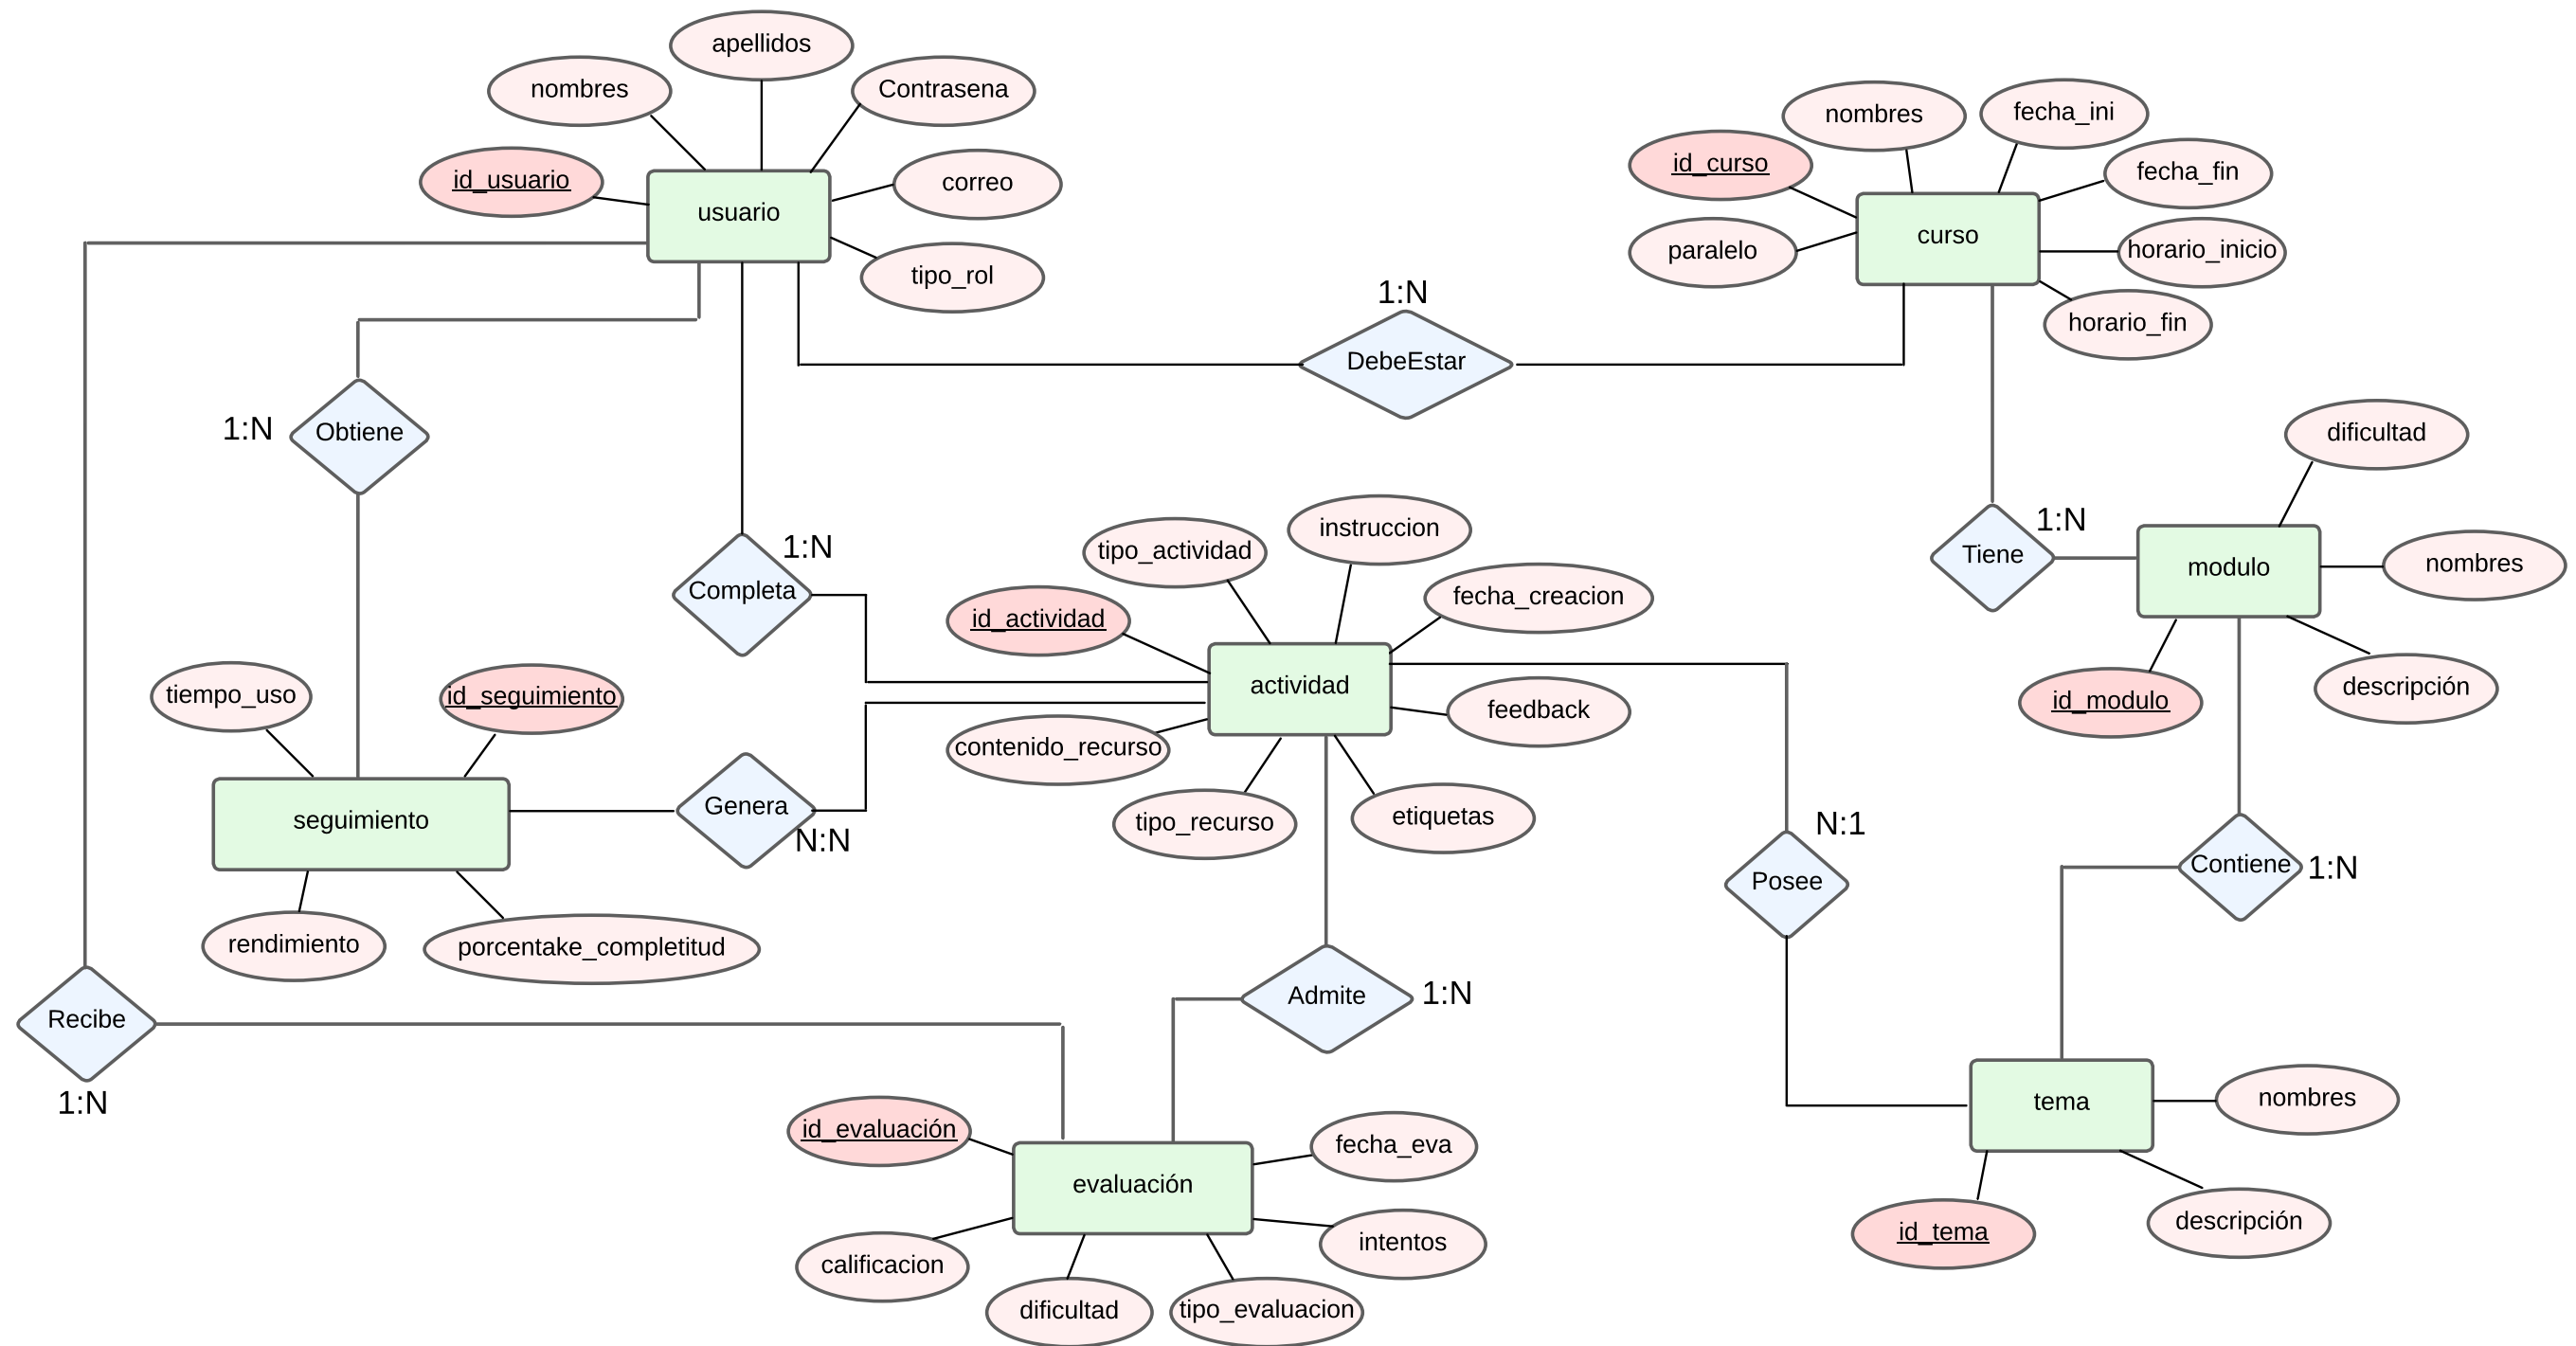 apellidos
nombres
Contrasena
id_usuario
correo
usuario
tipo_rol
nombres
fecha_ini
id_curso
fecha_fin
curso
paralelo
horario_inicio
horario_fin
1:N
DebeEstar
1:N
Obtiene
dificultad
1:N
Completa
tipo_actividad
instruccion
fecha_creacion
id_actividad
actividad
feedback
contenido_recurso
tipo_recurso
etiquetas
1:N
Tiene
modulo
nombres
id_modulo
descripción
tiempo_uso
id_seguimiento
seguimiento
Genera
N:N
rendimiento
porcentake_completitud
N:1
Posee
Contiene
1:N
Recibe
1:N
Admite
1:N
id_evaluación
fecha_eva
evaluación
calificacion
intentos
dificultad
tipo_evaluacion
tema
nombres
id_tema
descripción